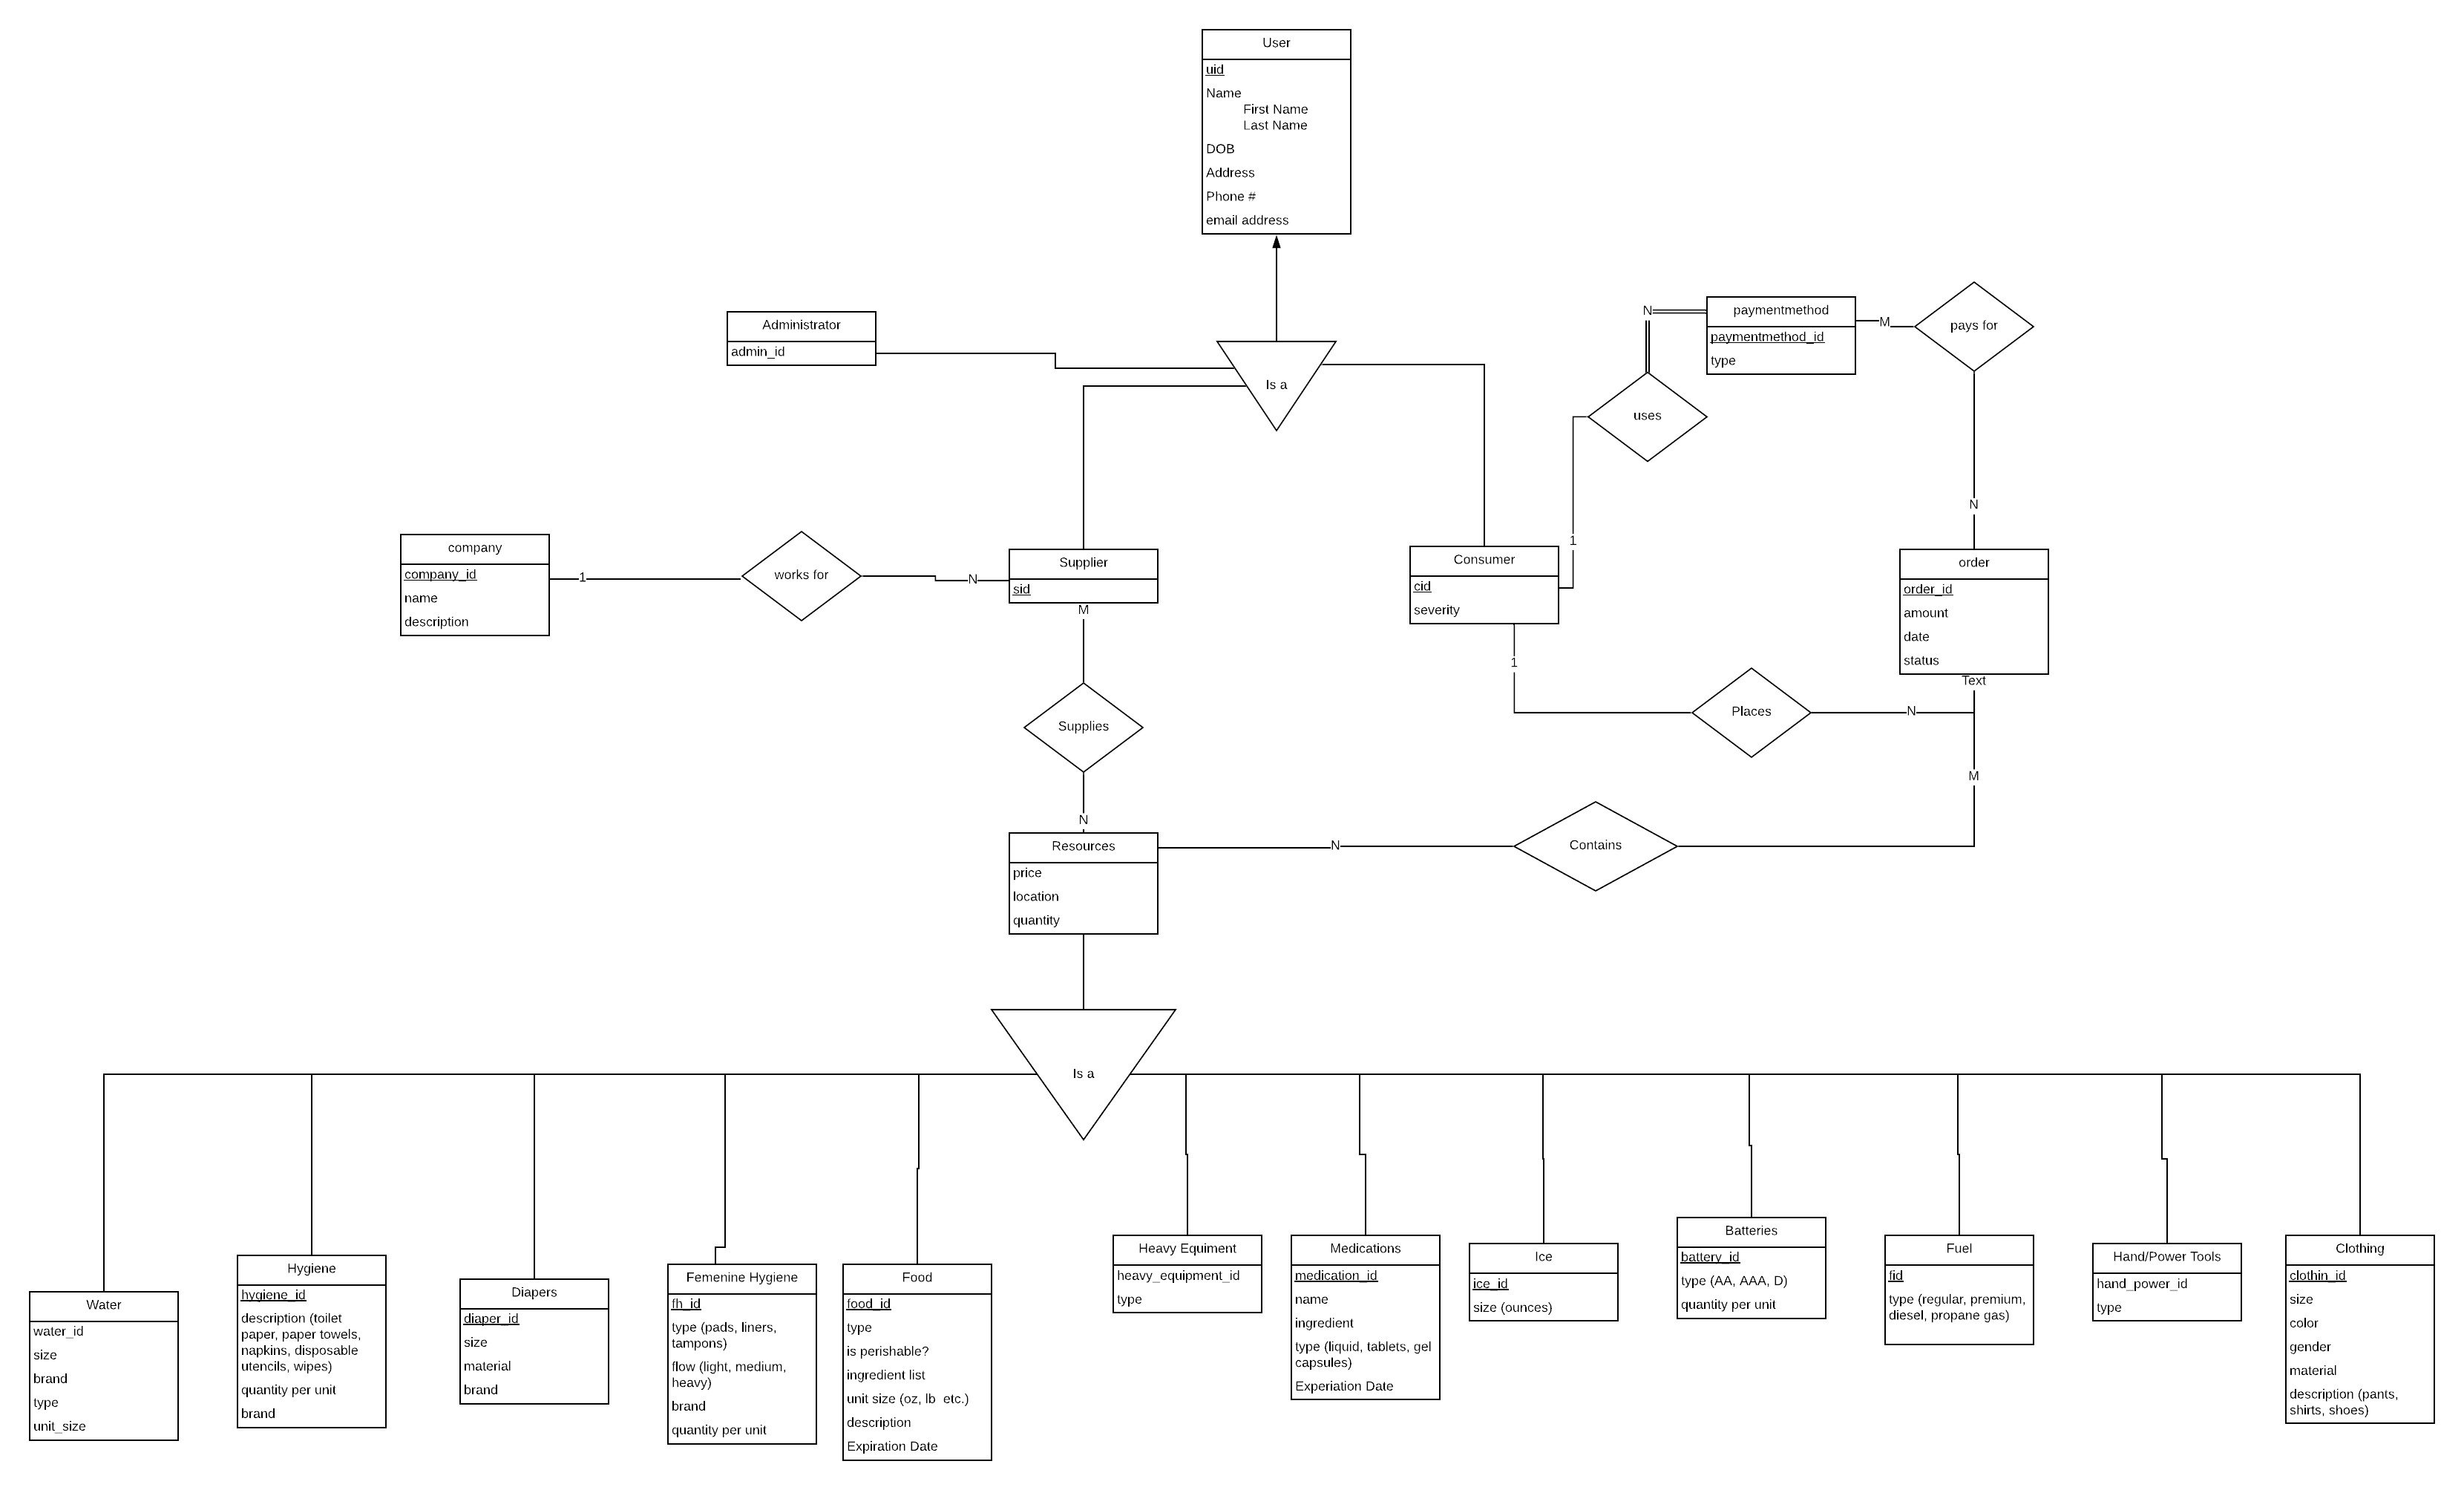 User
uid
Name
First Name
Last Name
DOB
Address
Phone #
email address
Administrator
admin_id
Is a
N
paymentmethod
paymentmethod_id
type
M
pays for
uses
N
1
company
company_id
name
description
1
works for
N
Supplier
sid
M
Consumer
cid
severity
1
order
order_id
amount
date
status
Text
Places
N
Supplies
M
N
Resources
price
location
quantity
N
Contains
Is a
Water
water_id
size
brand
type
unit_size
Hygiene
hygiene_id
description (toilet
paper, paper towels,
napkins, disposable
utencils, wipes)
quantity per unit
brand
Diapers
diaper_id
size
material
brand
Femenine Hygiene
fh_id
type (pads, liners,
tampons)
flow (light, medium,
heavy)
brand
quantity per unit
Food
food_id
type
is perishable?
ingredient list
unit size (oz, lb  etc.)
description
Expiration Date
Heavy Equiment
heavy_equipment_id
type
Medications
medication_id
name
ingredient
type (liquid, tablets, gel
capsules)
Experiation Date
Ice
ice_id
size (ounces)
Batteries
battery_id
type (AA, AAA, D)
quantity per unit
Fuel
fid
type (regular, premium,
diesel, propane gas)
Hand/Power Tools
hand_power_id
type
Clothing
clothin_id
size
color
gender
material
description (pants,
shirts, shoes)